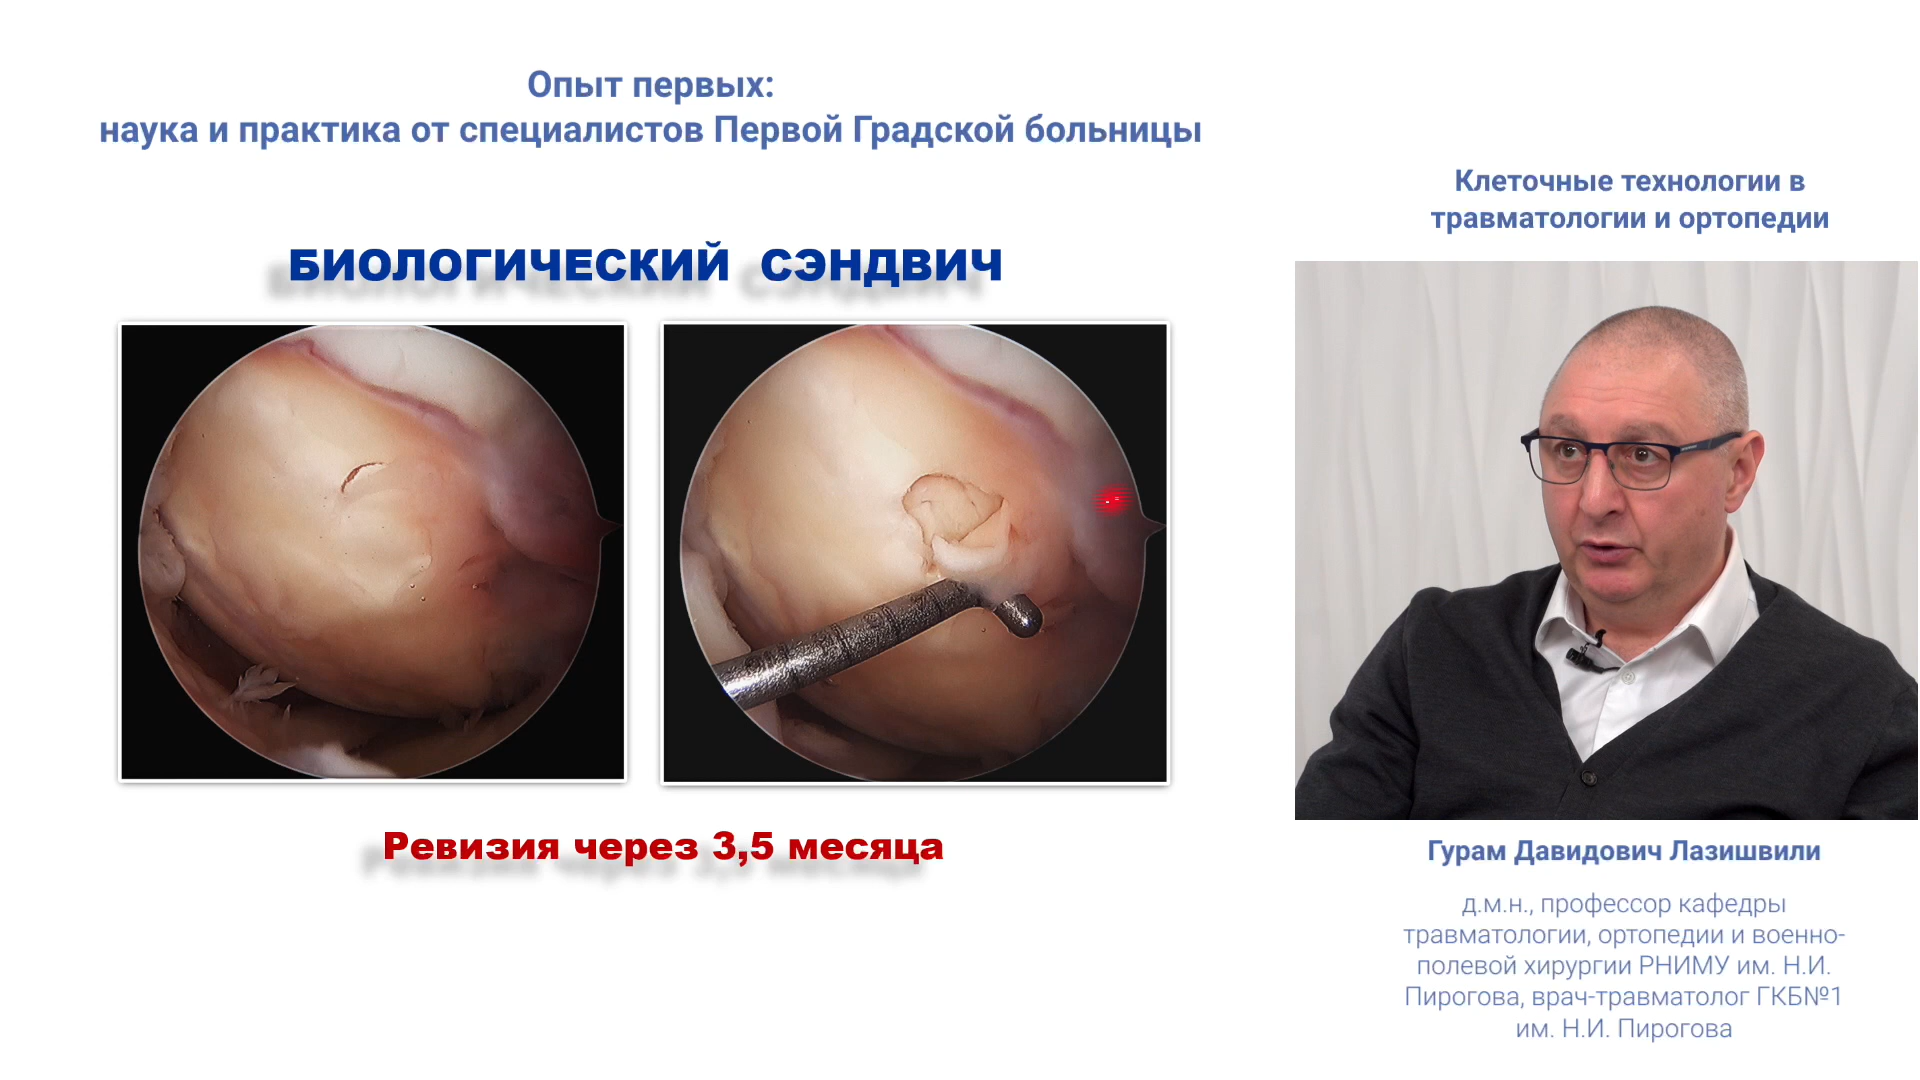 Опыт первых:
наука и практика от специалистов Первой Градской больницы
Клеточные технологии в
травматологии и ортопедии
БИОЛОГИЧЕСКИЙ СЭНДВИЧ
Ревизия через 3,5 месяца
Гурам Давидович Лазишвили
д.м.н., профессор кафедры
травматологии, ортопедии и военно-
полевой хирургии РНИМУ им. Н.И.
Пирогова, врач-травматолог ГКБ№1
им. Н.И. Пирогова